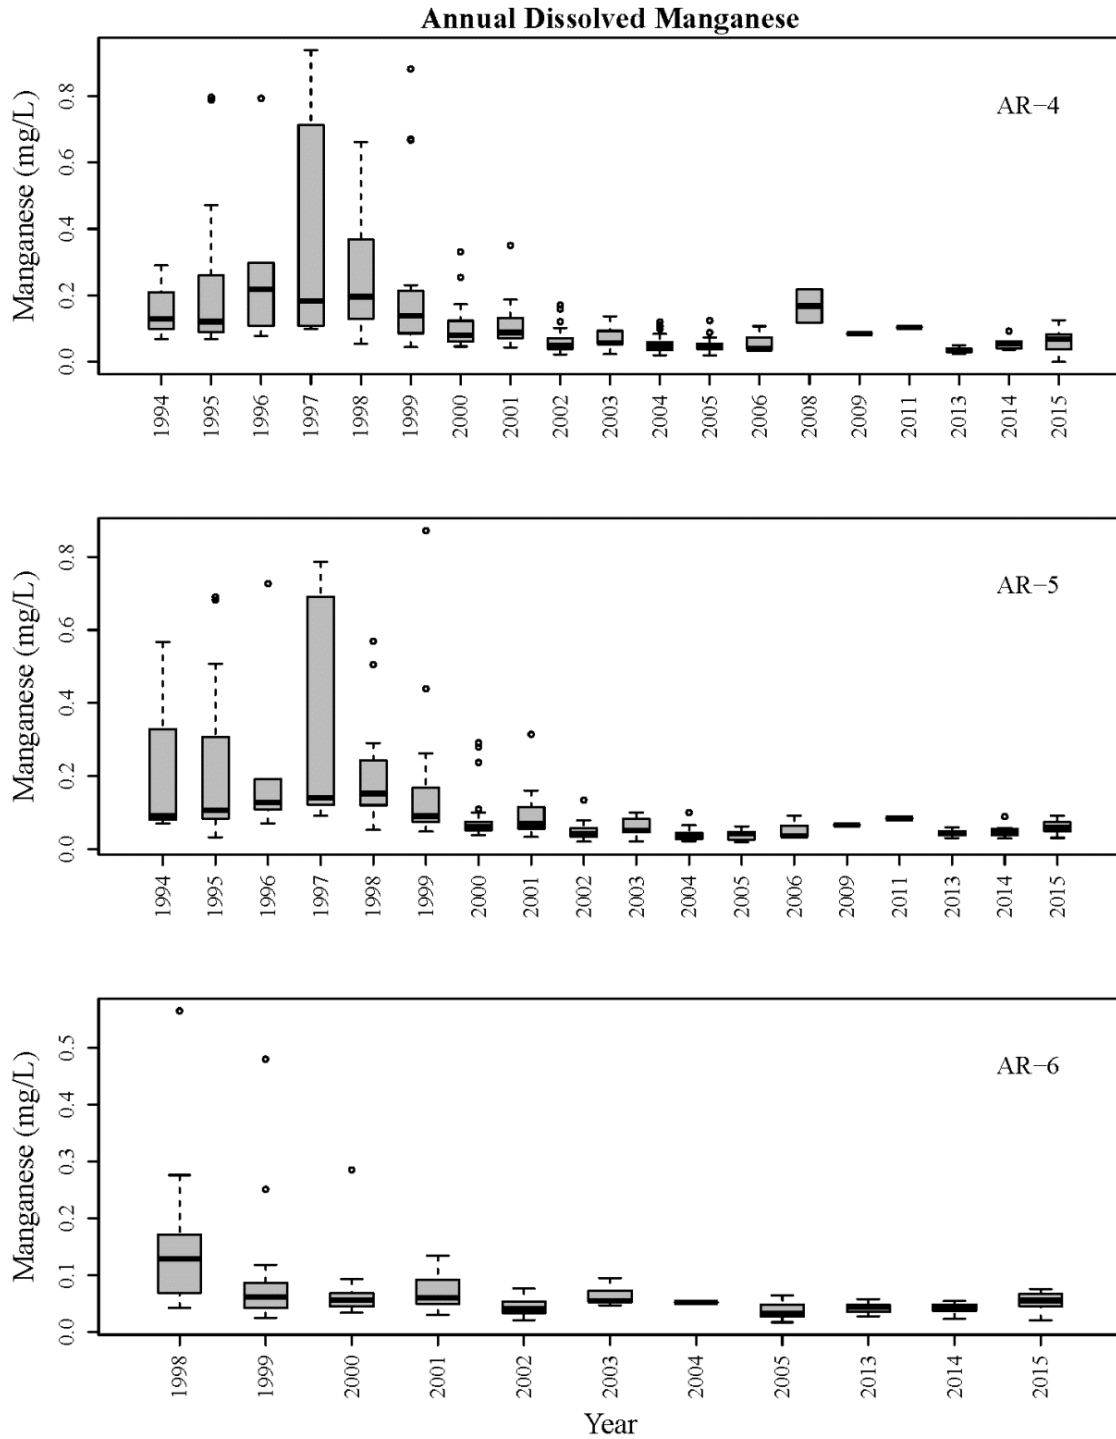 Annual Dissolved Manganese
AR−4
Manganese (mg/L)
0.8
0.6
0.4
0.2
0.0
1994 1995 1996 1997 1998 1999 2000 2001 2002 2003 2004 2005 2006 2008 2009 2011 2013 2014 2015
AR−5
Manganese (mg/L)
0.8
0.6
0.4
0.2
0.0
1994 1995 1996 1997 1998 1999 2000 2001 2002 2003 2004 2005 2006 2009 2011 2013 2014 2015
AR−6
Manganese (mg/L)
0.5
0.4
0.3
0.2
0.1
0.0
1998 1999 2000 2001 2002 2003 2004 2005 2013 2014 2015
Year